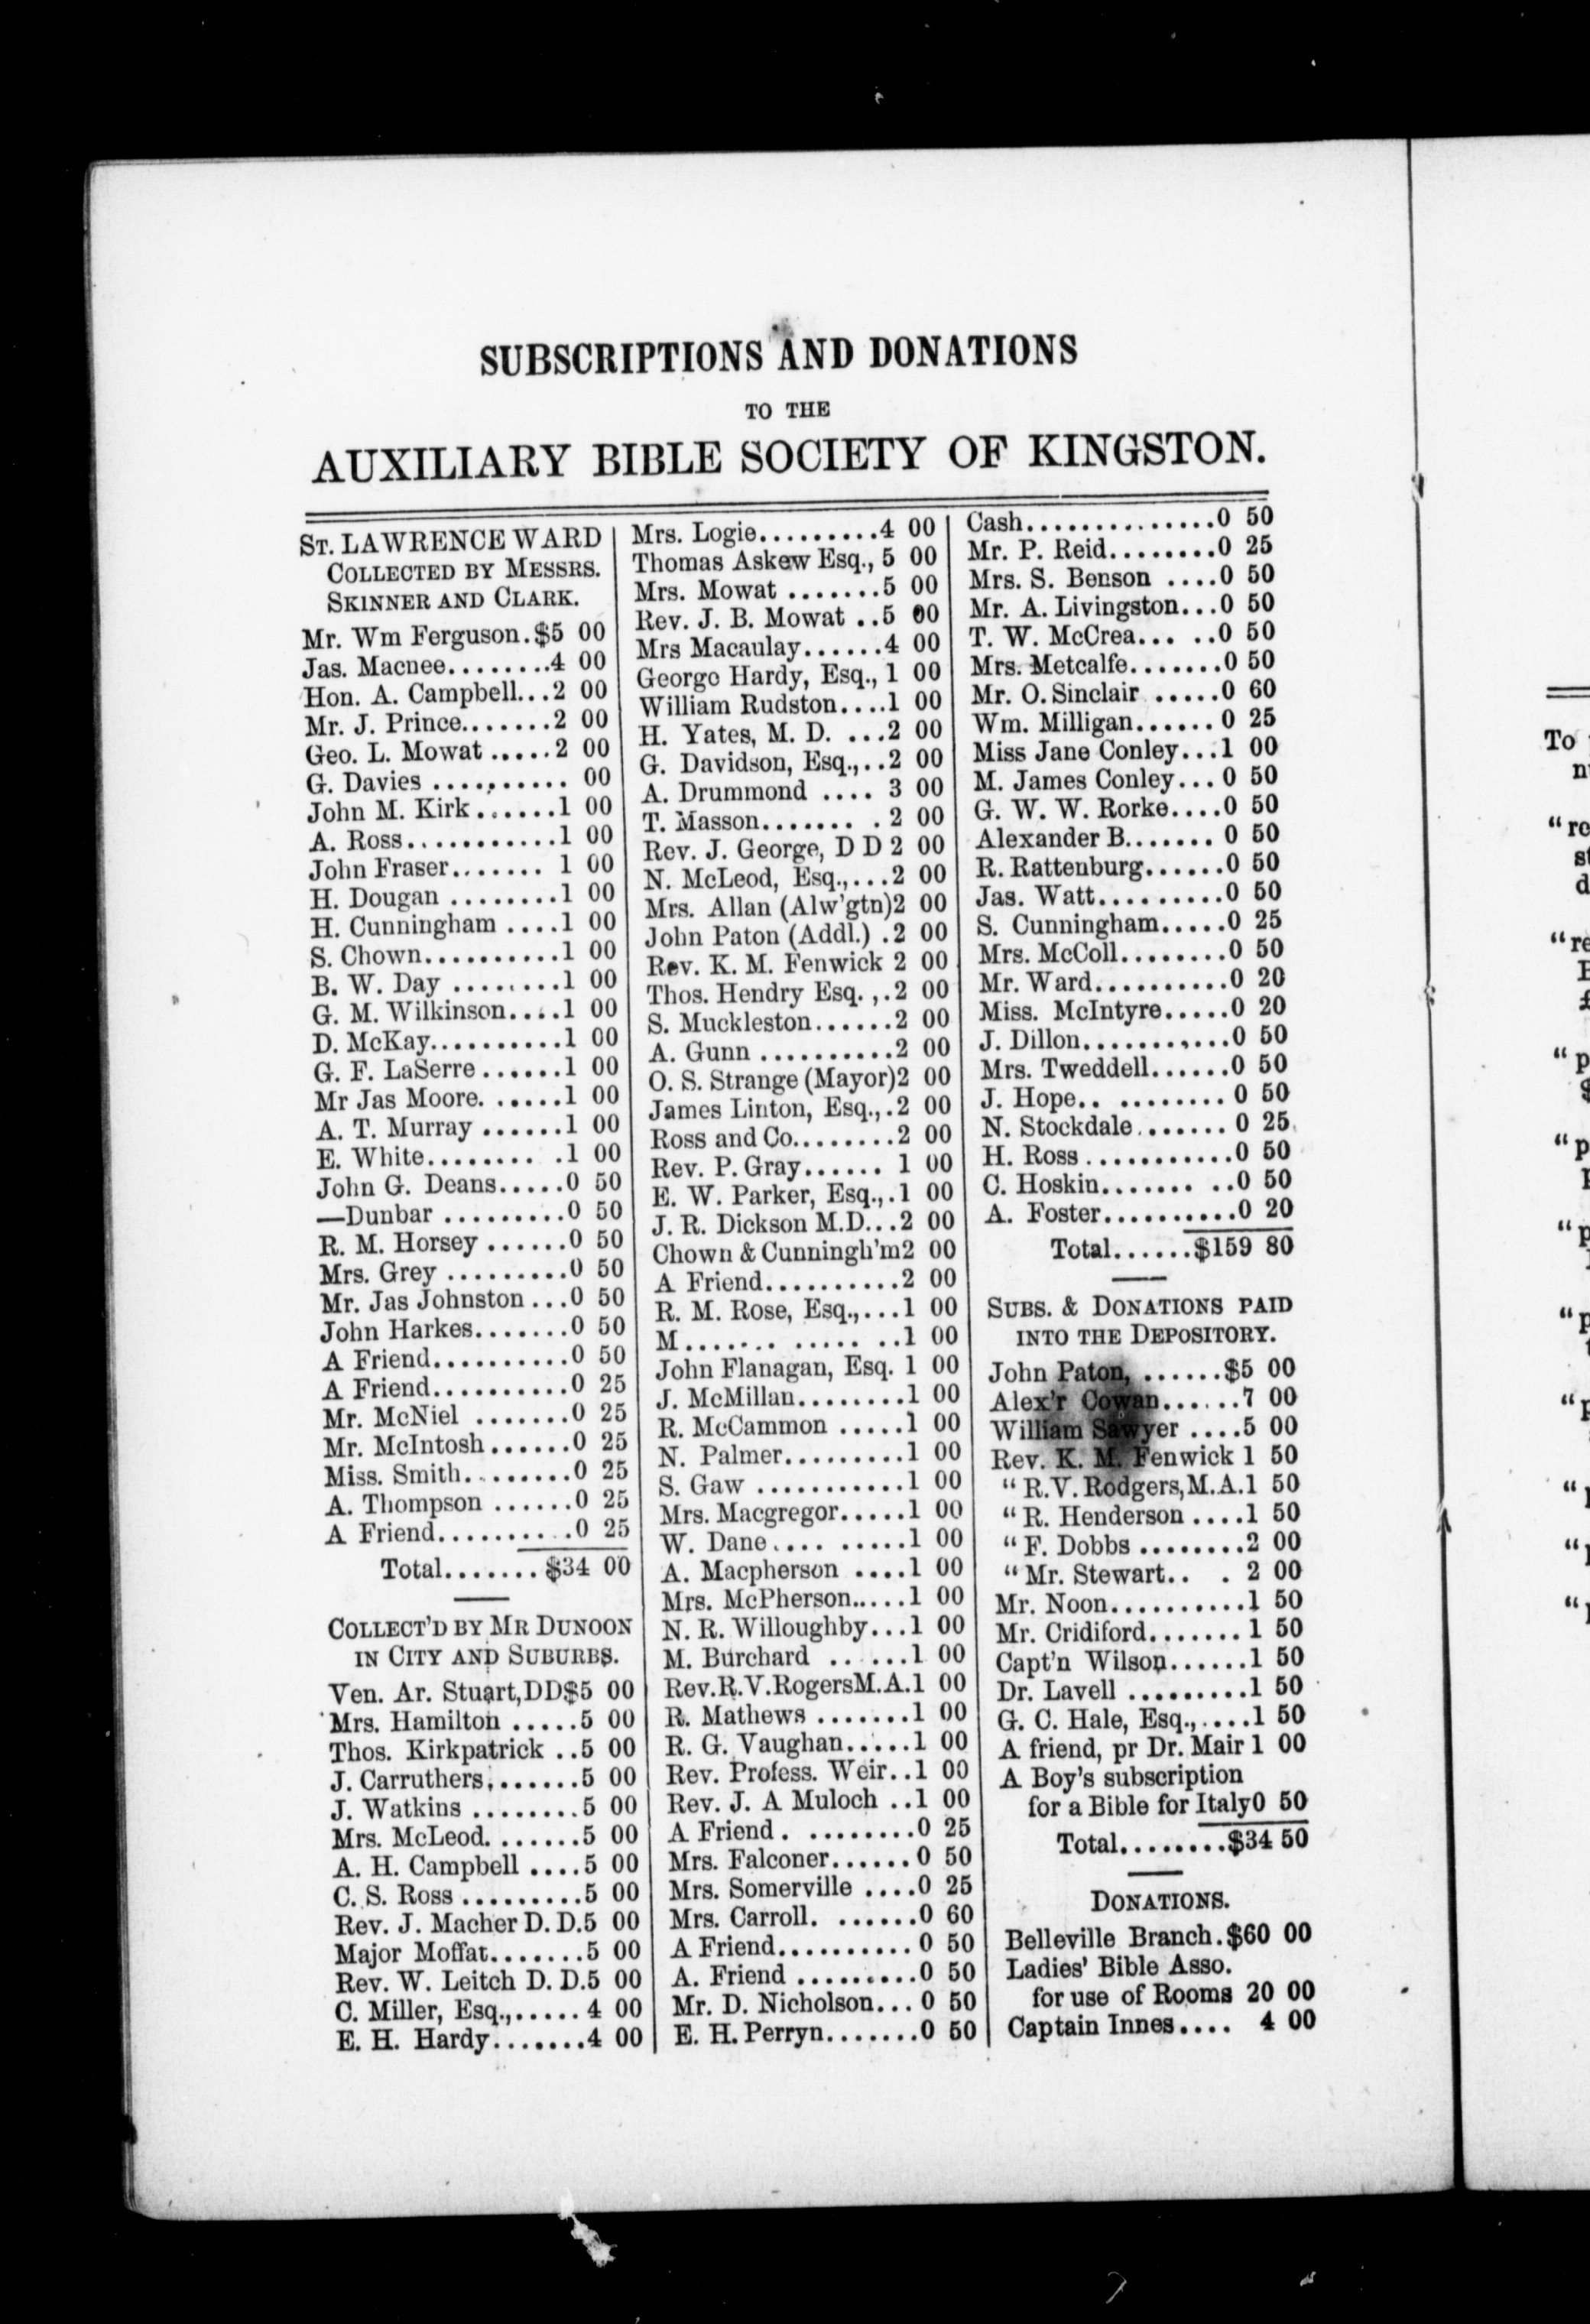 SUBSCRIPTIONS AND DONATIONS
TO THE
AUXILIARY BIBLE SOCIETY OF KINGSTON.
ST. LAWRENCE WARD
COLLECTED BY MESSRS.
SKINNER AND CLARK.
Mr. Wm Ferguson.$5 00
Jas. Macnee........4 00
Hon. A. Campbell...2 00
Mr. J. Prince.......2 00
Geo. L. Mowat .....2 00
G. Davies .......... 00
John M. Kirk ......1 00
A. Ross............1 00
John Fraser....... 1 00
H. Dougan ........1 00
H. Cunningham ....1 00
S. Chown..........1 00
B. W. Day ........1 00
G. M. Wilkinson....1 00
D. McKay..........1 00
G. F. LaSerre ......1 00
Mr Jas Moore. ......1 00
A. T. Murray ......1 00
E. White........ .1 00
John G. Deans.....0 50
—Dunbar .........0 50
R. M. Horsey ......0 50
Mrs. Grey .........0 50
Mr. Jas Johnston ...0 50
John Harkes.......0 50
A Friend..........0 50
A Friend..........0 25
Mr. McNiel .......0 25
Mr. McIntosh......0 25
Miss. Smith.........0 25
A. Thompson ......0 25
A Friend..........0 25
Total....... $34 00
COLLECT'D BY MR DUNOON
IN CITY AND SUBURBS.
Ven. Ar. Stuart,DD$5 00
Mrs. Hamilton .....5 00
Thos. Kirkpatrick ..5 00
J. Carruthers.......5 00
J. Watkins ........5 00
Mrs. McLeod. ......5 00
A. H. Campbell ....5 00
C. S. Ross .........5 00
Rev. J. Macher D. D.5 00
Major Moffat.......5 00
Rev. W. Leitch D. D.5 00
C. Miller, Esq.,.....4 00
E. H. Hardy.......4 00
Mrs. Logie.........4 00
Thomas Askew Esq., 5 00
Mrs. Mowat .......5 00
Rev. J. B. Mowat ..5 00
Mrs Macaulay......4 00
George Hardy, Esq., 1 00
William Rudston....1 00
H. Yates, M. D. ...2 00
G. Davidson, Esq.,..2 00
A. Drummond .... 3 00
T. Masson....... .2 00
Rev. J. George, D D 2 00
N. McLeod, Esq.,...2 00
Mrs. Allan (Alw'gtn)2 00
John Paton (Addl.) .2 00
Rev. K. M. Fenwick 2 00
Thos. Hendry Esq. ,.2 00
S. Muckleston......2 00
A. Gunn ..........2 00
O. S. Strange (Mayor)2 00
James Linton, Esq.,.2 00
Ross and Co........2 00
Rev. P. Gray...... 1 00
E. W. Parker, Esq.,.1 00
J. R. Dickson M.D...2 00
Chown & Cunningh'm2 00
A Friend..........2 00
R. M. Rose, Esq.,...1 00
M....... ..... ..1 00
John Flanagan, Esq. 1 00
J. McMillan........1 00
R. McCammon .....1 00
N. Palmer.........1 00
S. Gaw ...........1 00
Mrs. Macgregor.....1 00
W. Dane.... .....1 00
A. Macpherson ....1 00
Mrs. McPherson.....1 00
N. R. Willoughby...1 00
M. Burchard .. ...1 00
Rev.R.V.RogersM.A.1 00
R. Mathews .......1 00
R. G. Vaughan.....1 00
Rev. Profess. Weir..1 00
Rev. J. A Muloch ..1 00
A Friend. ........0 25
Mrs. Falconer......0 50
Mrs. Somerville ....0 25
Mrs. Carroll. ......0 60
A Friend..........0 50
A. Friend .........0 50
Mr. D. Nicholson...0 50
E. H. Perryn.......0 50
Cash..............0 50
Mr. P. Reid........0 25
Mrs. S. Benson ....0 50
Mr. A. Livingston...0 50
T. W. McCrea... ..0 50
Mrs. Metcalfe.......0 50
Mr. O. Sinclair .....0 60
Wm. Milligan......0 25
Miss Jane Conley...1 00
M. James Conley...0 50
G. W. W. Rorke....0 50
Alexander B....... 0 50
R. Rattenburg......0 50
Jas. Watt.........0 50
S. Cunningham.....0 25
Mrs. McColl........0 50
Mr. Ward..........0 20
Miss. McIntyre.....0 20
J. Dillon...........0 50
Mrs. Tweddell......0 50
J. Hope.. ........ 0 50
N. Stockdale....... 0 25
H. Ross...........0 50
C. Hoskin....... ..0 50
A. Foster..........0 20
Total......$159 80
SUBS. & DONATIONS PAID
INTO THE DEPOSITORY.
John Paton, ......$5 00
Alex'r Cowan......7 00
William Sawyer ....5 00
Rev. K. M. Fenwick 1 50
" R.V. Rodgers,M.A.1 50
" R. Henderson ....1 50
" F. Dobbs ........2 00
" Mr. Stewart.. . 2 00
Mr. Noon..........1 50
Mr. Cridiford.......1 50
Capt'n Wilson......1 50
Dr. Lavell .........1 50
G. C. Hale, Esq.,....1 50
A friend, pr Dr. Mair 1 00
A Boy's subscription
for a Bible for Italy0 50
Total........$34 50
DONATIONS.
Belleville Branch.$60 00
Ladies' Bible Asso.
for use of Rooms 20 00
Captain Innes.... 4 00
To
"re
"re
"p
"p
"p
"p
"p